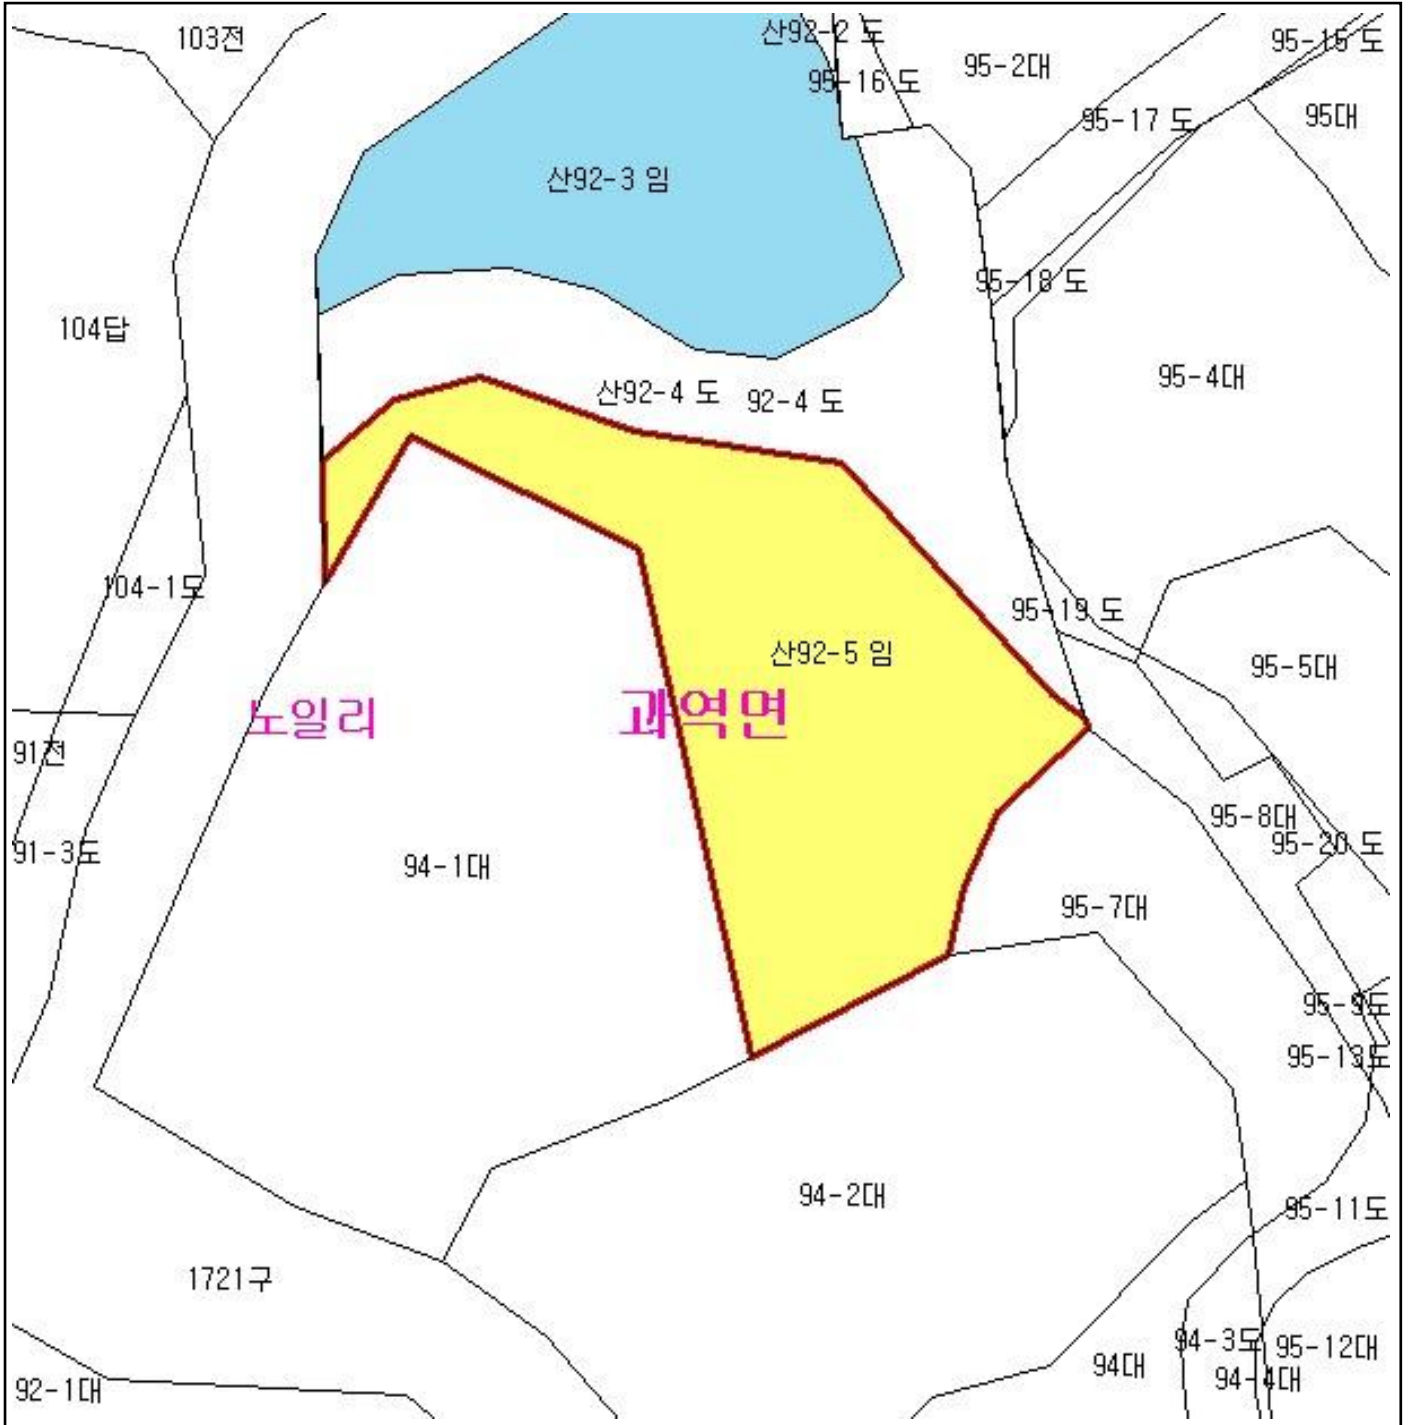 103전
산92-2 도
95-15 도
95-2대
95-16 도
95-17 도
95대
산92-3 임
95-18 도
104답
95-4대
산92-4 도
92-4 도
104-1도
95-19 도
산92-5 임
95-5대
노일리
과역면
91전
95-8대
95-20 도
91-3도
94-1대
95-7대
95-9도
95-13도
94-2대
95-11도
1721구
94-3도
95-12대
94대
94-4대
92-1대